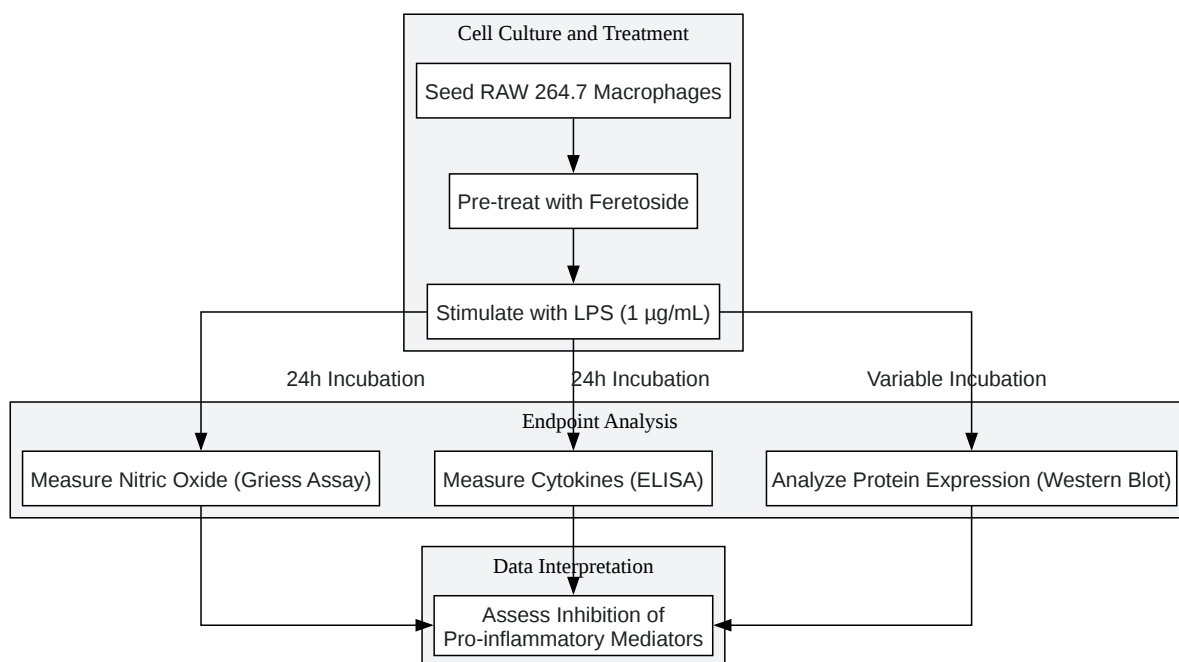 Cell Culture and Treatment
Seed RAW 264.7 Macrophages
Pre-treat with Feretoside
Stimulate with LPS (1 µg/mL)
24h Incubation
24h Incubation
Variable Incubation
Endpoint Analysis
Measure Nitric Oxide (Griess Assay)
Measure Cytokines (ELISA)
Analyze Protein Expression (Western Blot)
Data Interpretation
Assess Inhibition of
Pro-inflammatory Mediators